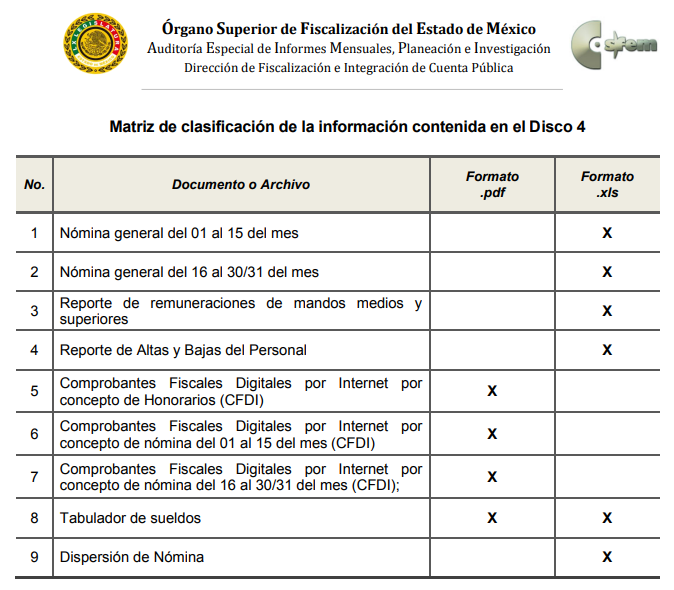 Órgano Superior de Fiscalización del Estado de México
Auditoría Especial de Informes Mensuales, Planeación e Investigación
Dirección de Fiscalización e Integración de Cuenta Pública
osfem
Matriz de clasificación de la información contenida en el Disco 4
No. Documento o Archivo Formato .pdf Formato .xls
1 Nómina general del 01 al 15 del mes X
2 Nómina general del 16 al 30/31 del mes X
3 Reporte de remuneraciones de mandos medios y
superiores X
4 Reporte de Altas y Bajas del Personal X
5 Comprobantes Fiscales Digitales por Internet por
concepto de Honorarios (CFDI) X
6 Comprobantes Fiscales Digitales por Internet por
concepto de nómina del 01 al 15 del mes (CFDI) X
7 Comprobantes Fiscales Digitales por Internet por
concepto de nómina del 16 al 30/31 del mes (CFDI); X
8 Tabulador de sueldos X X
9 Dispersión de Nómina X